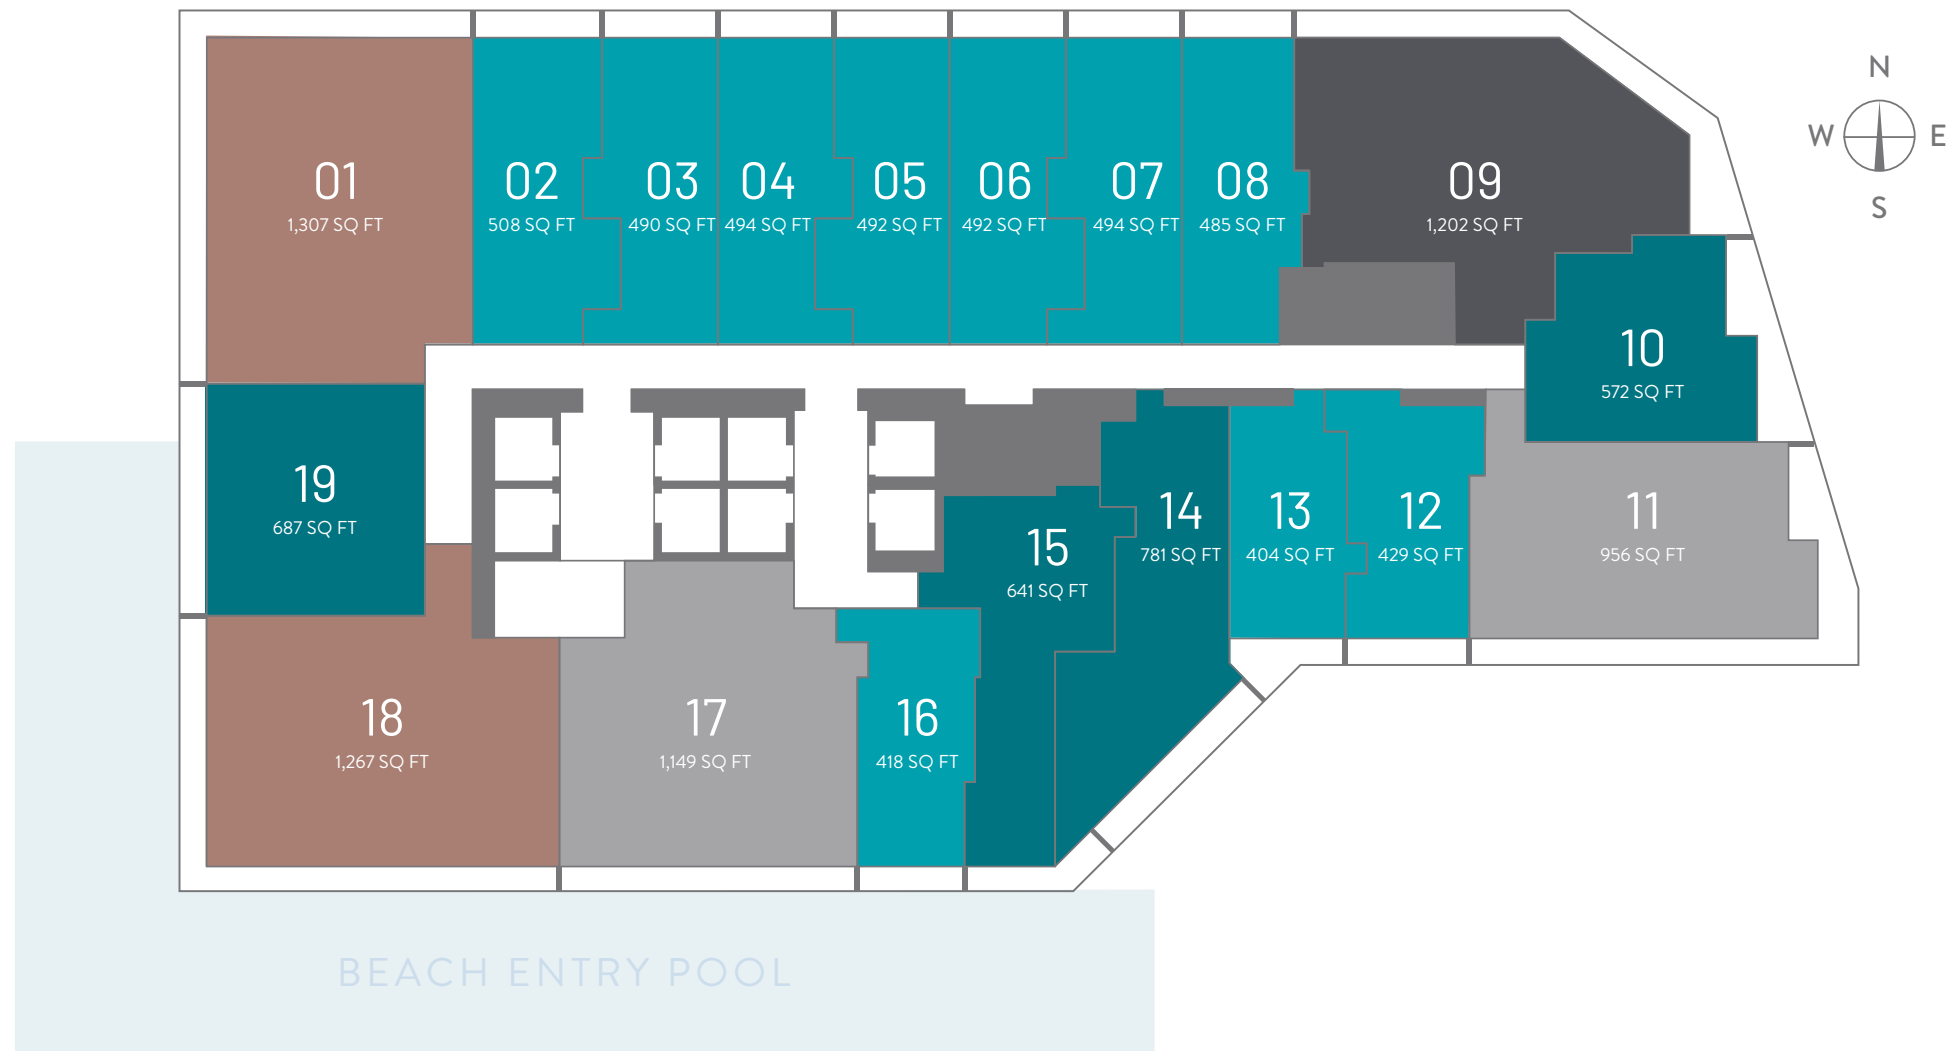 N
W E
S
01
1,307 SQ FT
02
508 SQ FT
03
490 SQ FT
04
494 SQ FT
05
492 SQ FT
06
492 SQ FT
07
494 SQ FT
08
485 SQ FT
09
1,202 SQ FT
10
572 SQ FT
19
687 SQ FT
15
641 SQ FT
14
781 SQ FT
13
404 SQ FT
12
429 SQ FT
11
956 SQ FT
18
1,267 SQ FT
17
1,149 SQ FT
16
418 SQ FT
BEACH ENTRY POOL